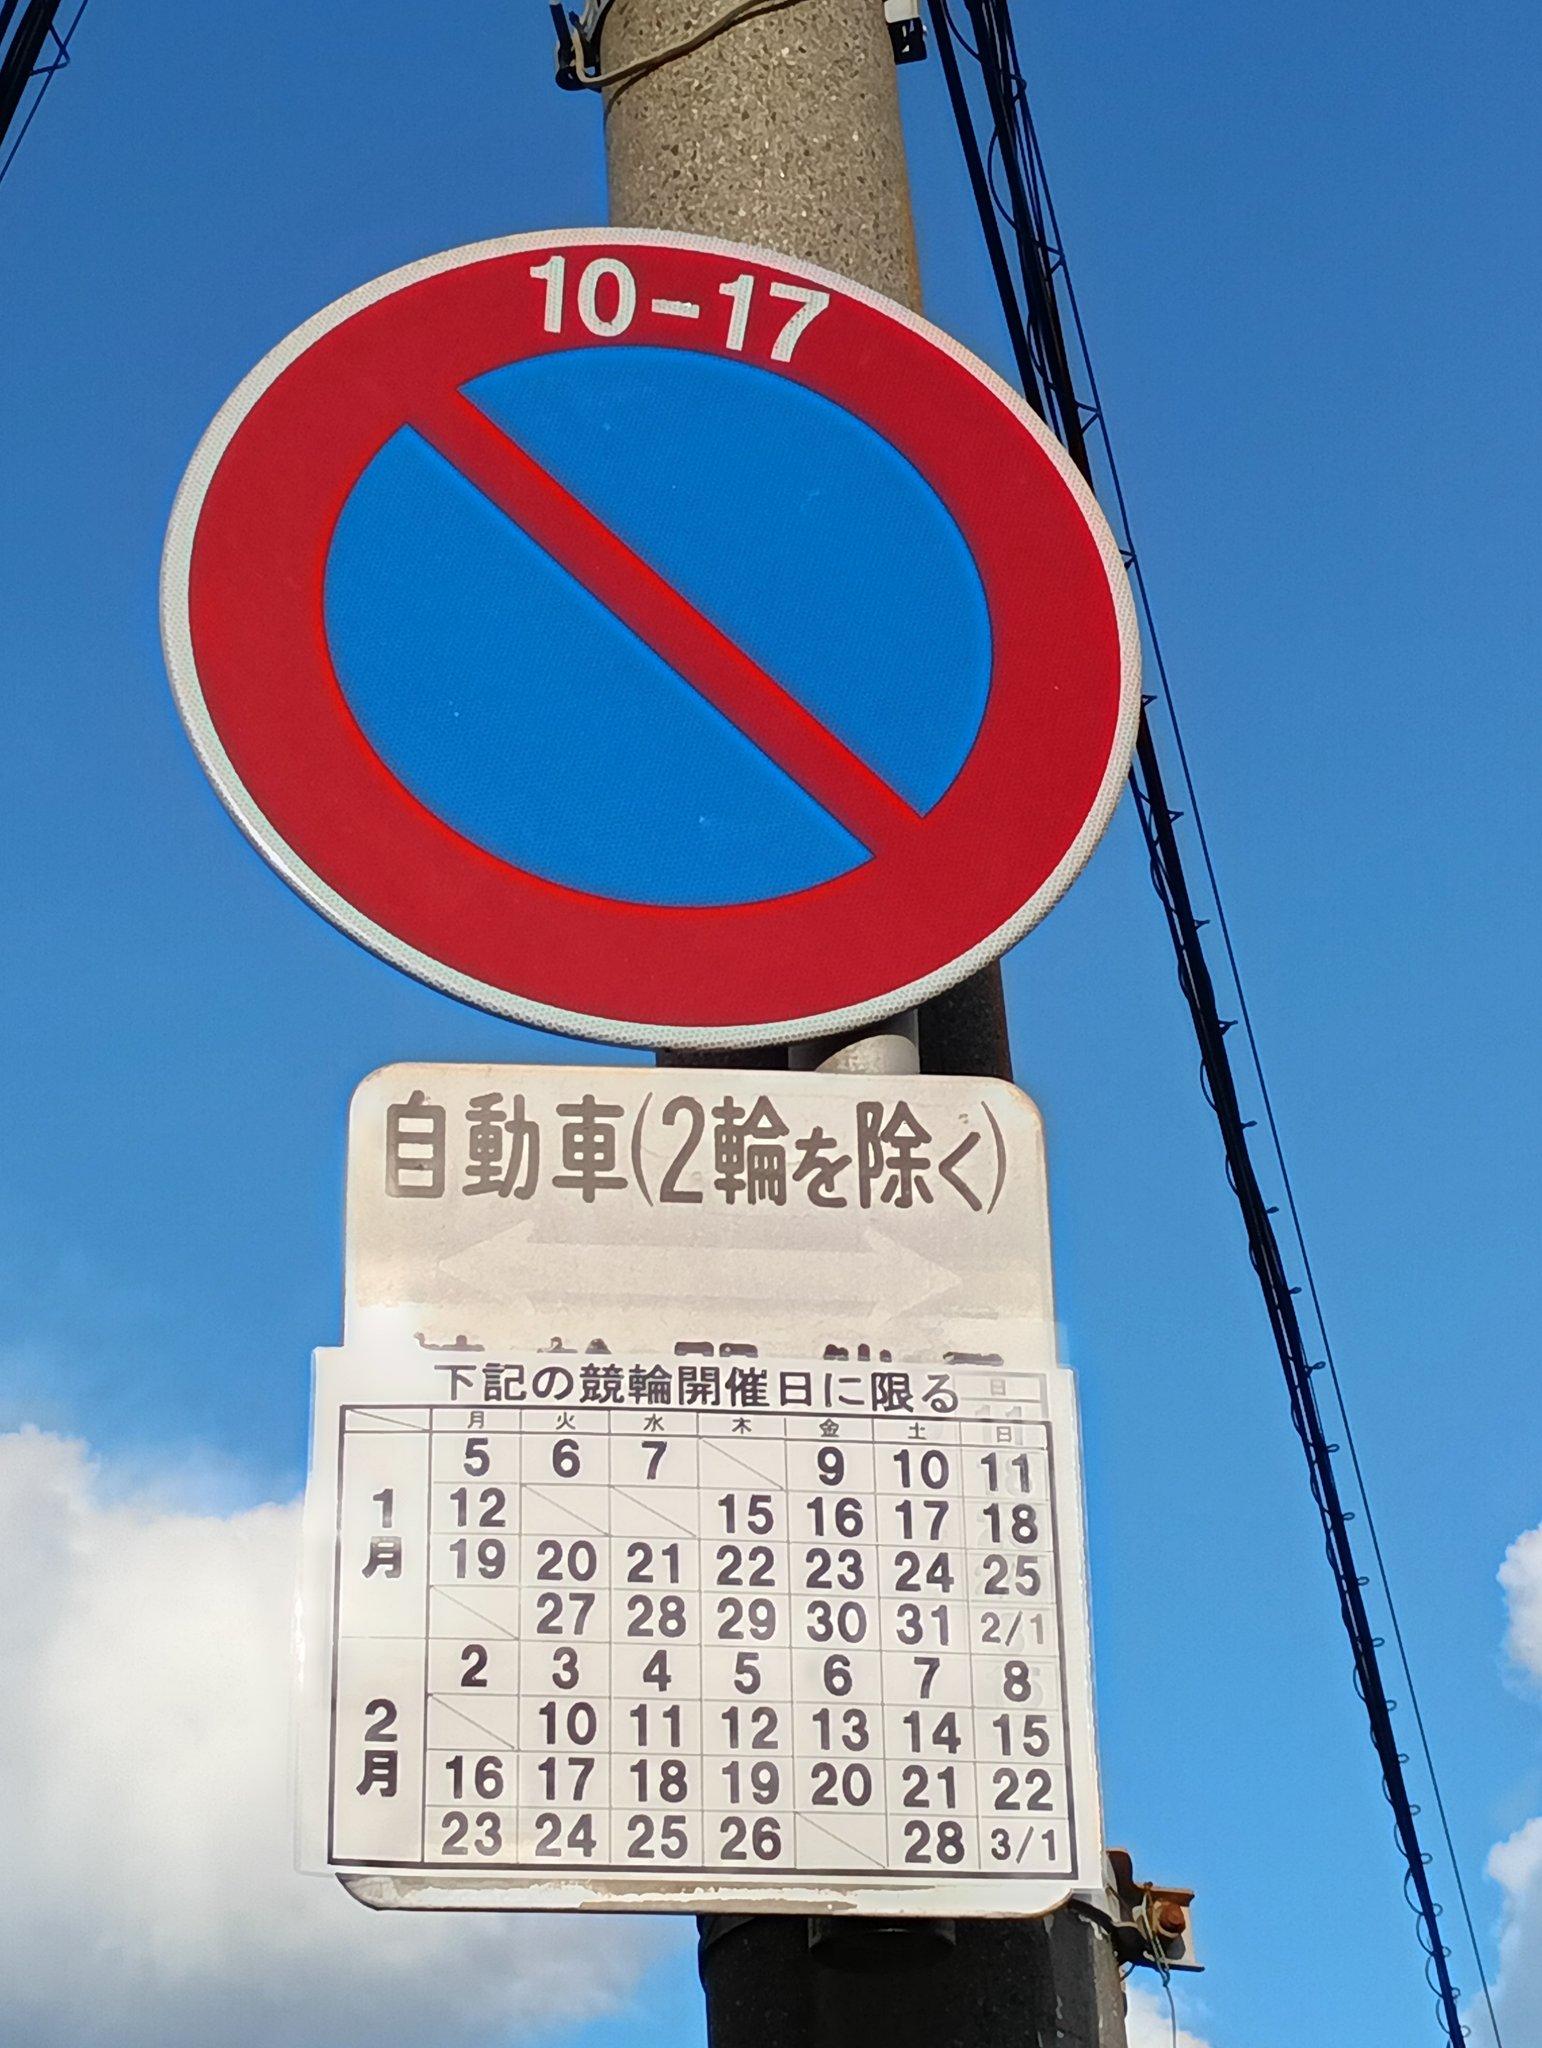 10-17
自動車(2輪を除く)
下記の競輪開催日に限る
月 火 水 木 金 土 日
1月
5 6 7 9 10 11
12 15 16 17 18
19 20 21 22 23 24 25
27 28 29 30 31 2/1
2月
2 3 4 5 6 7 8
10 11 12 13 14 15
16 17 18 19 20 21 22
23 24 25 26 28 3/1